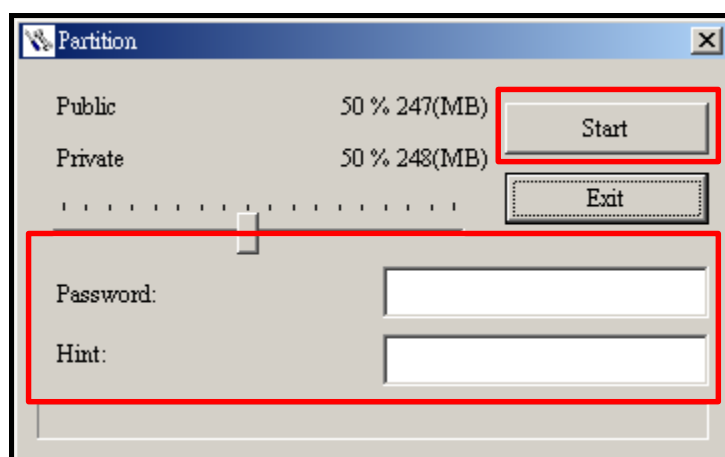 Partition
Public 50 % 247(MB)
Start
Private 50 % 248(MB)
Exit
Password:
Hint: